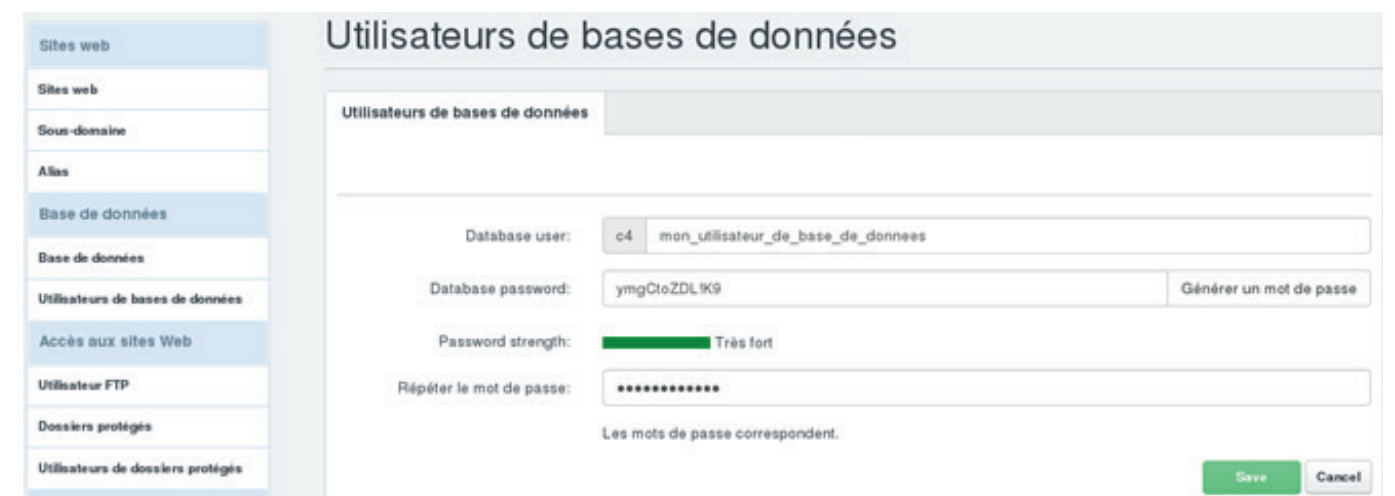 Sites web
Sites web
Sous-domaine
Alias
Base de données
Base de données
Utilisateurs de bases de données
Accès aux sites Web
Utilisateur FTP
Dossiers protégés
Utilisateurs de dossiers protégés
Utilisateurs de bases de données
Utilisateurs de bases de données
Database user: c4 mon_utilisateur_de_base_de_donnees
Database password: ymgCtoZDL!K9 Générer un mot de passe
Password strength: Très fort
Répéter le mot de passe: ••••••••••••
Les mots de passe correspondent.
Save Cancel